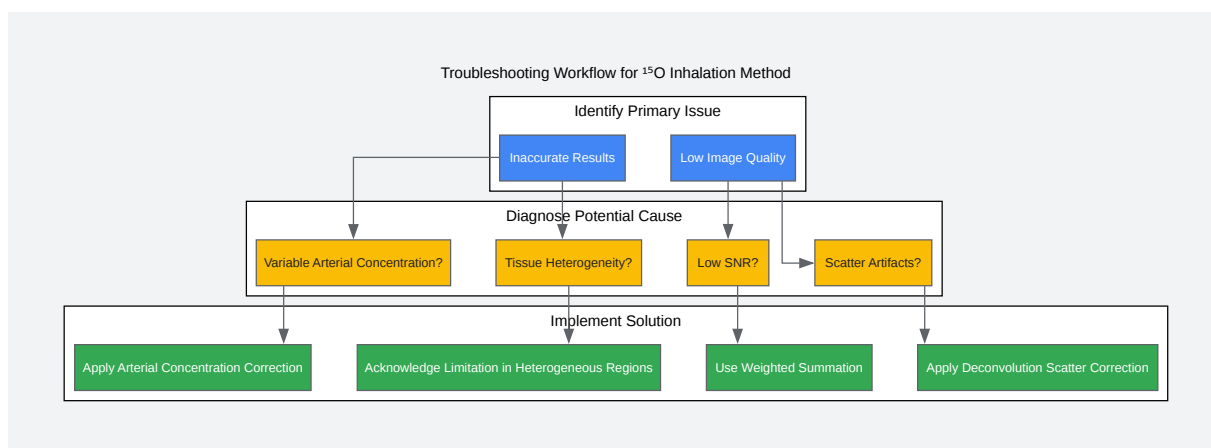 Troubleshooting Workflow for ¹⁵O Inhalation Method
Identify Primary Issue
Inaccurate Results
Low Image Quality
Diagnose Potential Cause
Variable Arterial Concentration?
Tissue Heterogeneity?
Low SNR?
Scatter Artifacts?
Implement Solution
Apply Arterial Concentration Correction
Acknowledge Limitation in Heterogeneous Regions
Use Weighted Summation
Apply Deconvolution Scatter Correction